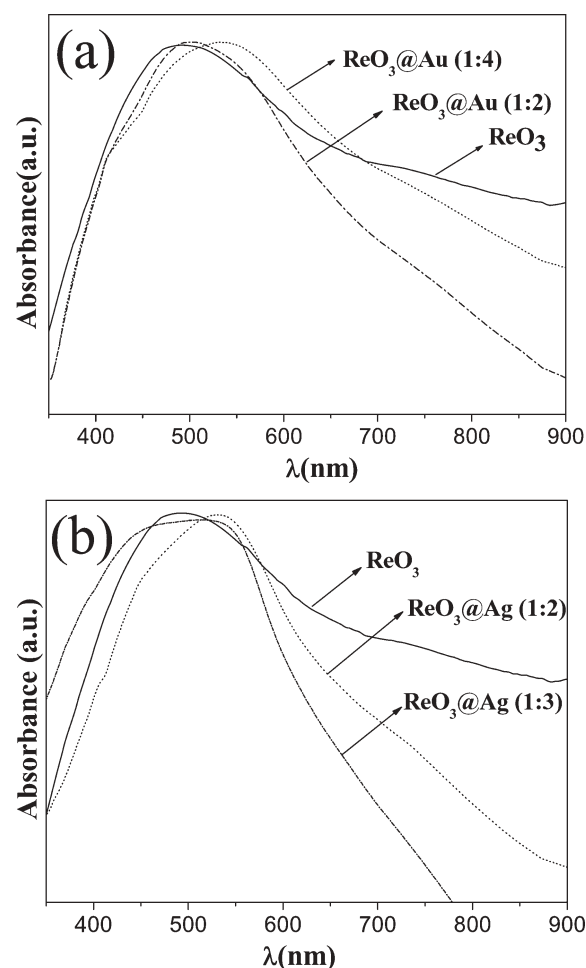 (a)
ReO₃@Au (1:4)
ReO₃@Au (1:2)
ReO3
Absorbance(a.u.)
400 500 600 700 800 900
λ(nm)
(b)
ReO₃
ReO₃@Ag (1:2)
ReO₃@Ag (1:3)
Absorbance (a.u.)
400 500 600 700 800 900
λ(nm)